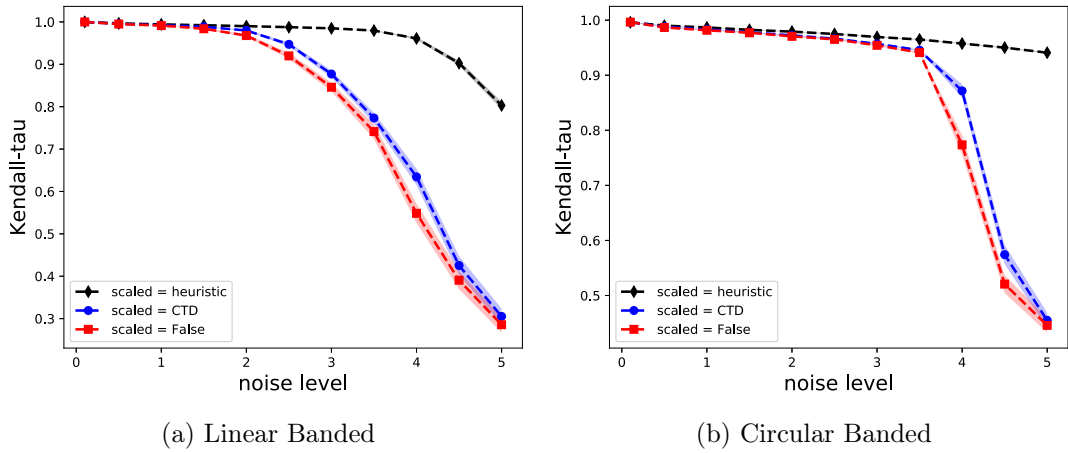 1.0
0.9
0.8
0.7
0.6
0.5
0.4
0.3
Kendall-tau
scaled = heuristic
scaled = CTD
scaled = False
0 1 2 3 4 5
noise level
(a) Linear Banded
1.0
0.9
0.8
0.7
0.6
0.5
Kendall-tau
scaled = heuristic
scaled = CTD
scaled = False
0 1 2 3 4 5
noise level
(b) Circular Banded